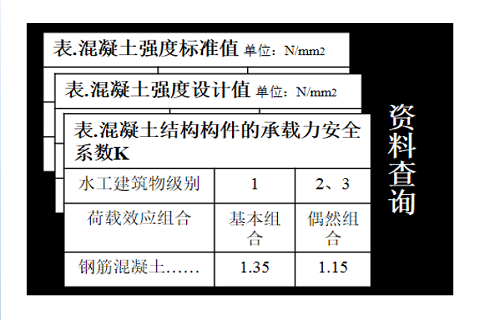 表.混凝土强度标准值 单位：N/mm2
表.混凝土强度设计值 单位：N/mm2
表.混凝土结构构件的承载力安全
系数K
水工建筑物级别 1 2、3
荷载效应组合 基本组合 偶然组合
钢筋混凝土…… 1.35 1.15
资料查询